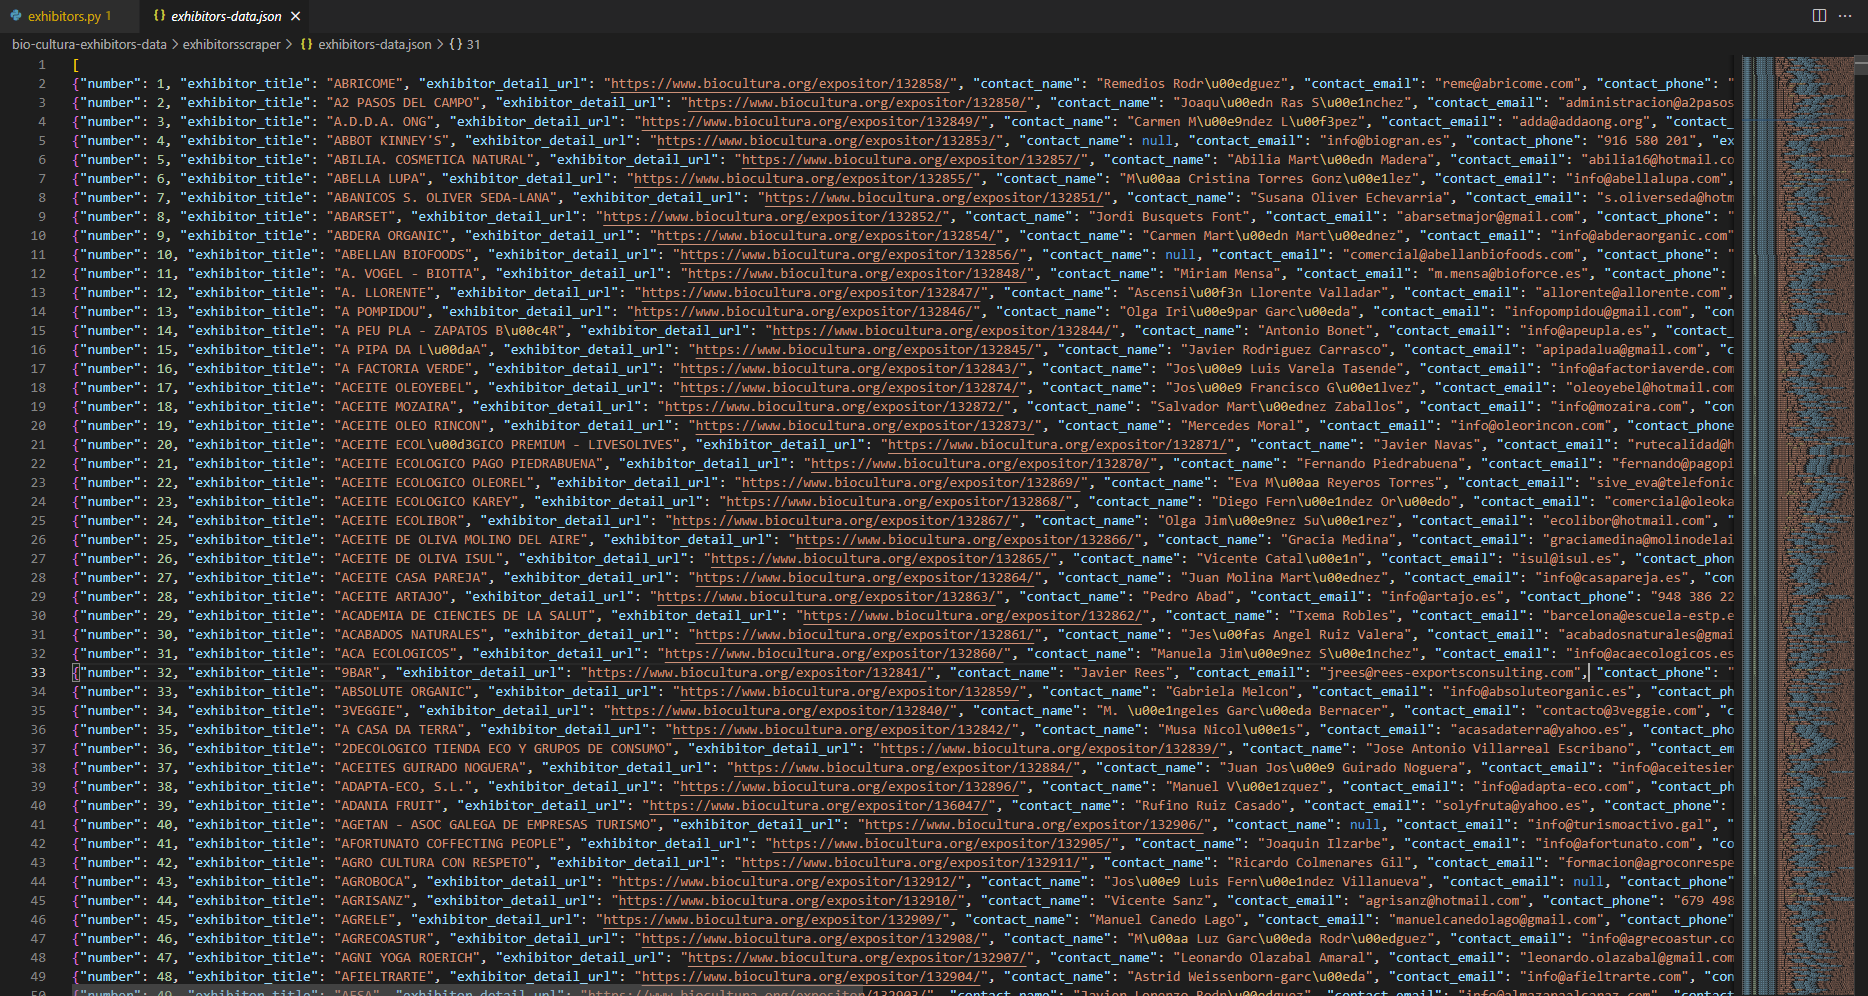 exhibitors.py 1 {} exhibitors-data.json ×
bio-cultura-exhibitors-data > exhibitorsscraper > {} exhibitors-data.json > {} 31
1 [
2 {"number": 1, "exhibitor_title": "ABRICOME", "exhibitor_detail_url": "https://www.biocultura.org/expositor/132858/", "contact_name": "Remedios Rodr\u00edguez", "contact_email": "reme@abricome.com", "contact_phone": "
3 {"number": 2, "exhibitor_title": "A2 PASOS DEL CAMPO", "exhibitor_detail_url": "https://www.biocultura.org/expositor/132850/", "contact_name": "Joaqu\u00edn Ras S\u00e1nchez", "contact_email": "administracion@a2pasos
4 {"number": 3, "exhibitor_title": "A.D.D.A. ONG", "exhibitor_detail_url": "https://www.biocultura.org/expositor/132849/", "contact_name": "Carmen M\u00e9ndez L\u00f3pez", "contact_email": "adda@addaong.org", "contact_
5 {"number": 4, "exhibitor_title": "ABBOT KINNEY’S", "exhibitor_detail_url": "https://www.biocultura.org/expositor/132853/", "contact_name": null, "contact_email": "info@biogran.es", "contact_phone": "916 580 201", "ex
6 {"number": 5, "exhibitor_title": "ABILIA. COSMETICA NATURAL", "exhibitor_detail_url": "https://www.biocultura.org/expositor/132857/", "contact_name": "Abilia Mart\u00edn Madera", "contact_email": "abilia16@hotmail.co
7 {"number": 6, "exhibitor_title": "ABELLA LUPA", "exhibitor_detail_url": "https://www.biocultura.org/expositor/132855/", "contact_name": "M\u00aa Cristina Torres Gonz\u00e1lez", "contact_email": "info@abellalupa.com",
8 {"number": 7, "exhibitor_title": "ABANICOS S. OLIVER SEDA-LANA", "exhibitor_detail_url": "https://www.biocultura.org/expositor/132851/", "contact_name": "Susana Oliver Echevarria", "contact_email": "s.oliverseda@hotm
9 {"number": 8, "exhibitor_title": "ABARSET", "exhibitor_detail_url": "https://www.biocultura.org/expositor/132852/", "contact_name": "Jordi Busquets Font", "contact_email": "abarsetmajor@gmail.com", "contact_phone": "
10 {"number": 9, "exhibitor_title": "ABDERA ORGANIC", "exhibitor_detail_url": "https://www.biocultura.org/expositor/132854/", "contact_name": "Carmen Mart\u00edn Mart\u00ednez", "contact_email": "info@abderaorganic.com"
11 {"number": 10, "exhibitor_title": "ABELLAN BIOFOODS", "exhibitor_detail_url": "https://www.biocultura.org/expositor/132856/", "contact_name": null, "contact_email": "comercial@abellanbiofoods.com", "contact_phone": "
12 {"number": 11, "exhibitor_title": "A. VOGEL - BIOTTA", "exhibitor_detail_url": "https://www.biocultura.org/expositor/132848/", "contact_name": "Miriam Mensa", "contact_email": "m.mensa@bioforce.es", "contact_phone":
13 {"number": 12, "exhibitor_title": "A. LLORENTE", "exhibitor_detail_url": "https://www.biocultura.org/expositor/132847/", "contact_name": "Ascensi\u00f3n Llorente Valladar", "contact_email": "allorente@allorente.com",
14 {"number": 13, "exhibitor_title": "A POMPIDOU", "exhibitor_detail_url": "https://www.biocultura.org/expositor/132846/", "contact_name": "Olga Iri\u00e9par Garc\u00eda", "contact_email": "infopompidou@gmail.com", "con
15 {"number": 14, "exhibitor_title": "A PEU PLA - ZAPATOS B\u00c4R", "exhibitor_detail_url": "https://www.biocultura.org/expositor/132844/", "contact_name": "Antonio Bonet", "contact_email": "info@apeupla.es", "contact_
16 {"number": 15, "exhibitor_title": "A PIPA DA L\u00daA", "exhibitor_detail_url": "https://www.biocultura.org/expositor/132845/", "contact_name": "Javier Rodriguez Carrasco", "contact_email": "apipadalua@gmail.com", "c
17 {"number": 16, "exhibitor_title": "A FACTORIA VERDE", "exhibitor_detail_url": "https://www.biocultura.org/expositor/132843/", "contact_name": "Jos\u00e9 Luis Varela Tasende", "contact_email": "info@afactoriaverde.com
18 {"number": 17, "exhibitor_title": "ACEITE OLEOYEBEL", "exhibitor_detail_url": "https://www.biocultura.org/expositor/132874/", "contact_name": "Jos\u00e9 Francisco G\u00e1lvez", "contact_email": "oleoyebel@hotmail.com
19 {"number": 18, "exhibitor_title": "ACEITE MOZAIRA", "exhibitor_detail_url": "https://www.biocultura.org/expositor/132872/", "contact_name": "Salvador Mart\u00ednez Zaballos", "contact_email": "info@mozaira.com", "con
20 {"number": 19, "exhibitor_title": "ACEITE OLEO RINCON", "exhibitor_detail_url": "https://www.biocultura.org/expositor/132873/", "contact_name": "Mercedes Moral", "contact_email": "info@oleorincon.com", "contact_phone
21 {"number": 20, "exhibitor_title": "ACEITE ECOL\u00d3GICO PREMIUM - LIVESOLIVES", "exhibitor_detail_url": "https://www.biocultura.org/expositor/132871/", "contact_name": "Javier Navas", "contact_email": "rutecalidad@h
22 {"number": 21, "exhibitor_title": "ACEITE ECOLOGICO PAGO PIEDRABUENA", "exhibitor_detail_url": "https://www.biocultura.org/expositor/132870/", "contact_name": "Fernando Piedrabuena", "contact_email": "fernando@pagopi
23 {"number": 22, "exhibitor_title": "ACEITE ECOLOGICO OLEOREL", "exhibitor_detail_url": "https://www.biocultura.org/expositor/132869/", "contact_name": "Eva M\u00aa Reyeros Torres", "contact_email": "sive_eva@telefonic
24 {"number": 23, "exhibitor_title": "ACEITE ECOLOGICO KAREY", "exhibitor_detail_url": "https://www.biocultura.org/expositor/132868/", "contact_name": "Diego Fern\u00e1ndez Or\u00edo", "contact_email": "comercial@oleoka
25 {"number": 24, "exhibitor_title": "ACEITE ECOLIBOR", "exhibitor_detail_url": "https://www.biocultura.org/expositor/132867/", "contact_name": "Olga Jim\u00e9nez Su\u00e1rez", "contact_email": "ecolibor@hotmail.com", "
26 {"number": 25, "exhibitor_title": "ACEITE DE OLIVA MOLINO DEL AIRE", "exhibitor_detail_url": "https://www.biocultura.org/expositor/132866/", "contact_name": "Gracia Medina", "contact_email": "graciamedina@molinodelai
27 {"number": 26, "exhibitor_title": "ACEITE DE OLIVA ISUL", "exhibitor_detail_url": "https://www.biocultura.org/expositor/132865/", "contact_name": "Vicente Catal\u00e1n", "contact_email": "isul@isul.es", "contact_phon
28 {"number": 27, "exhibitor_title": "ACEITE CASA PAREJA", "exhibitor_detail_url": "https://www.biocultura.org/expositor/132864/", "contact_name": "Juan Molina Mart\u00ednez", "contact_email": "info@casapareja.es", "con
29 {"number": 28, "exhibitor_title": "ACEITE ARTAJO", "exhibitor_detail_url": "https://www.biocultura.org/expositor/132863/", "contact_name": "Pedro Abad", "contact_email": "info@artajo.es", "contact_phone": "948 386 22
30 {"number": 29, "exhibitor_title": "ACADEMIA DE CIENCIES DE LA SALUT", "exhibitor_detail_url": "https://www.biocultura.org/expositor/132862/", "contact_name": "Txema Robles", "contact_email": "barcelona@escuela-estp.e
31 {"number": 30, "exhibitor_title": "ACABADOS NATURALES", "exhibitor_detail_url": "https://www.biocultura.org/expositor/132861/", "contact_name": "Jes\u00fas Angel Ruiz Valera", "contact_email": "acabadosnaturales@gmai
32 {"number": 31, "exhibitor_title": "ACA ECOLOGICOS", "exhibitor_detail_url": "https://www.biocultura.org/expositor/132860/", "contact_name": "Manuela Jim\u00e9nez S\u00e1nchez", "contact_email": "info@acaecologicos.es
33 {"number": 32, "exhibitor_title": "9BAR", "exhibitor_detail_url": "https://www.biocultura.org/expositor/132841/", "contact_name": "Javier Rees", "contact_email": "jrees@rees-exportsconsulting.com", "contact_phone": "
34 {"number": 33, "exhibitor_title": "ABSOLUTE ORGANIC", "exhibitor_detail_url": "https://www.biocultura.org/expositor/132859/", "contact_name": "Gabriela Melcon", "contact_email": "info@absoluteorganic.es", "contact_ph
35 {"number": 34, "exhibitor_title": "3VEGGIE", "exhibitor_detail_url": "https://www.biocultura.org/expositor/132840/", "contact_name": "M. \u00e1ngeles Garc\u00eda Bernacer", "contact_email": "contacto@3veggie.com", "c
36 {"number": 35, "exhibitor_title": "A CASA DA TERRA", "exhibitor_detail_url": "https://www.biocultura.org/expositor/132842/", "contact_name": "Musa Nicol\u00e1s", "contact_email": "acasadaterra@yahoo.es", "contact_pho
37 {"number": 36, "exhibitor_title": "2DECOLOGICO TIENDA ECO Y GRUPOS DE CONSUMO", "exhibitor_detail_url": "https://www.biocultura.org/expositor/132839/", "contact_name": "Jose Antonio Villarreal Escribano", "contact_em
38 {"number": 37, "exhibitor_title": "ACEITES GUIRADO NOGUERA", "exhibitor_detail_url": "https://www.biocultura.org/expositor/132884/", "contact_name": "Juan Jos\u00e9 Guirado Noguera", "contact_email": "info@aceitesier
39 {"number": 38, "exhibitor_title": "ADAPTA-ECO, S.L.", "exhibitor_detail_url": "https://www.biocultura.org/expositor/132896/", "contact_name": "Manuel V\u00e1zquez", "contact_email": "info@adapta-eco.com", "contact_ph
40 {"number": 39, "exhibitor_title": "ADANIA FRUIT", "exhibitor_detail_url": "https://www.biocultura.org/expositor/136047/", "contact_name": "Rufino Ruiz Casado", "contact_email": "solyfruta@yahoo.es", "contact_phone":
41 {"number": 40, "exhibitor_title": "AGETAN - ASOC GALEGA DE EMPRESAS TURISMO", "exhibitor_detail_url": "https://www.biocultura.org/expositor/132906/", "contact_name": null, "contact_email": "info@turismoactivo.gal", "
42 {"number": 41, "exhibitor_title": "AFORTUNATO COFFECTING PEOPLE", "exhibitor_detail_url": "https://www.biocultura.org/expositor/132905/", "contact_name": "Joaquin Ilzarbe", "contact_email": "info@afortunato.com", "co
43 {"number": 42, "exhibitor_title": "AGRO CULTURA CON RESPETO", "exhibitor_detail_url": "https://www.biocultura.org/expositor/132911/", "contact_name": "Ricardo Colmenares Gil", "contact_email": "formacion@agroconrespe
44 {"number": 43, "exhibitor_title": "AGROBOCA", "exhibitor_detail_url": "https://www.biocultura.org/expositor/132912/", "contact_name": "Jos\u00e9 Luis Fern\u00e1ndez Villanueva", "contact_email": null, "contact_phone"
45 {"number": 44, "exhibitor_title": "AGRISANZ", "exhibitor_detail_url": "https://www.biocultura.org/expositor/132910/", "contact_name": "Vicente Sanz", "contact_email": "agrisanz@hotmail.com", "contact_phone": "679 498
46 {"number": 45, "exhibitor_title": "AGRELE", "exhibitor_detail_url": "https://www.biocultura.org/expositor/132909/", "contact_name": "Manuel Canedo Lago", "contact_email": "manuelcanedolago@gmail.com", "contact_phone"
47 {"number": 46, "exhibitor_title": "AGRECOASTUR", "exhibitor_detail_url": "https://www.biocultura.org/expositor/132908/", "contact_name": "M\u00aa Luz Garc\u00eda Rodr\u00edguez", "contact_email": "info@agrecoastur.co
48 {"number": 47, "exhibitor_title": "AGNI YOGA ROERICH", "exhibitor_detail_url": "https://www.biocultura.org/expositor/132907/", "contact_name": "Leonardo Olazabal Amaral", "contact_email": "leonardo.olazabal@gmail.com
49 {"number": 48, "exhibitor_title": "AFIELTRARTE", "exhibitor_detail_url": "https://www.biocultura.org/expositor/132904/", "contact_name": "Astrid Weissenborn-garc\u00eda", "contact_email": "info@afieltrarte.com", "con
50 {"number": 49, "exhibitor_title": "AESA", "exhibitor_detail_url": "https://www.biocultura.org/expositor/132903/", "contact_name": "Javier Lorenzo Rodr\u00edguez", "contact_email":